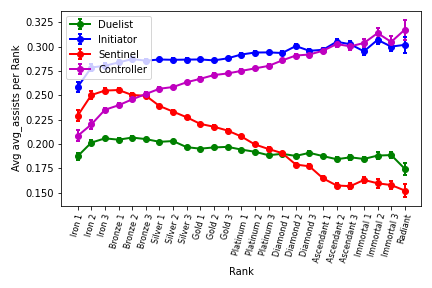 Avg avg_assists per Rank
0.325
0.300
0.275
0.250
0.225
0.200
0.175
0.150
Duelist
Initiator
Sentinel
Controller
Iron 1
Iron 2
Iron 3
Bronze 1
Bronze 2
Bronze 3
Silver 1
Silver 2
Silver 3
Gold 1
Gold 2
Gold 3
Platinum 1
Platinum 2
Platinum 3
Diamond 1
Diamond 2
Diamond 3
Ascendant 1
Ascendant 2
Ascendant 3
Immortal 1
Immortal 2
Immortal 3
Radiant
Rank